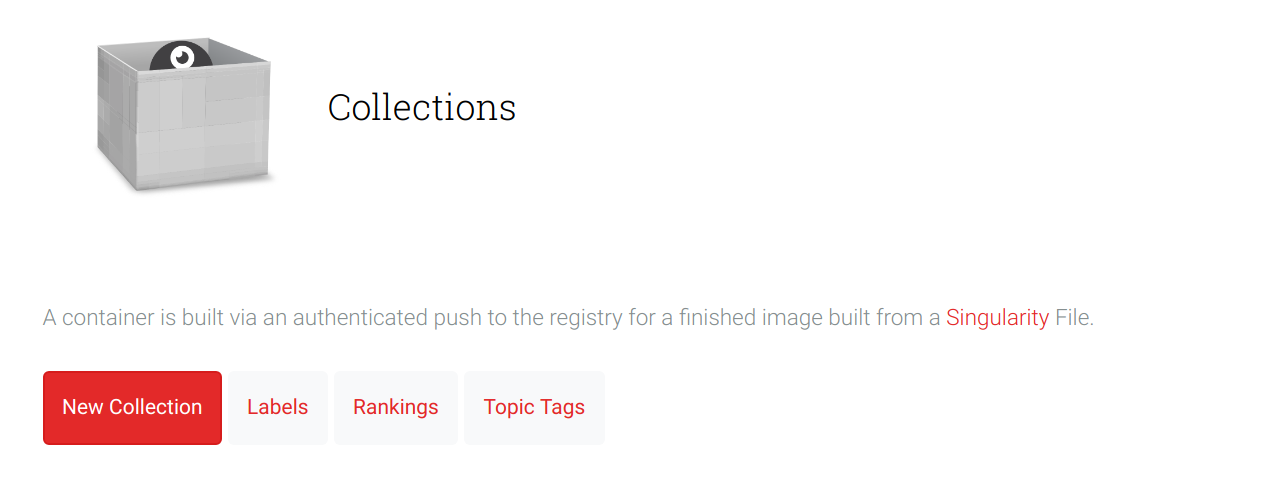 Collections
A container is built via an authenticated push to the registry for a finished image built from a Singularity File.
New Collection
Labels
Rankings
Topic Tags